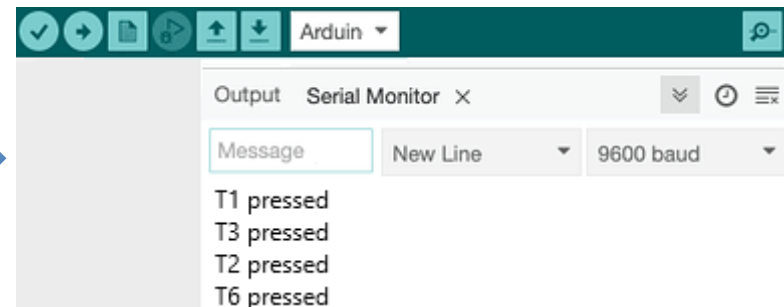 Arduin
Output Serial Monitor ×
Message New Line 9600 baud
T1 pressed
T3 pressed
T2 pressed
T6 pressed